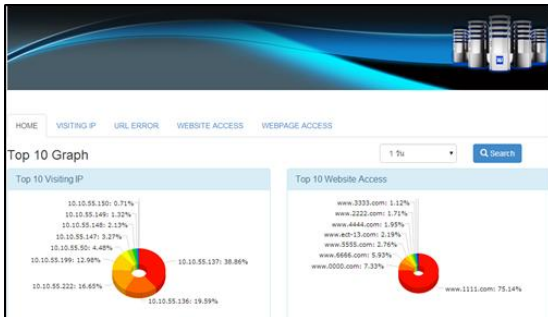 HOME VISITING IP URL ERROR WEBSITE ACCESS WEBPAGE ACCESS
Top 10 Graph
1 วัน
Search
Top 10 Visiting IP
10.10.55.150: 0.71%
10.10.55.149: 1.32%
10.10.55.148: 2.13%
10.10.55.147: 3.27%
10.10.55.50: 4.48%
10.10.55.199: 12.98%
10.10.55.222: 16.65%
10.10.55.136: 19.59%
10.10.55.137: 38.86%
Top 10 Website Access
www.3333.com: 1.12%
www.2222.com: 1.71%
www.4444.com: 1.95%
www.ect-13.com: 2.19%
www.5555.com: 2.76%
www.6666.com: 5.93%
www.0000.com: 7.33%
www.1111.com: 75.14%